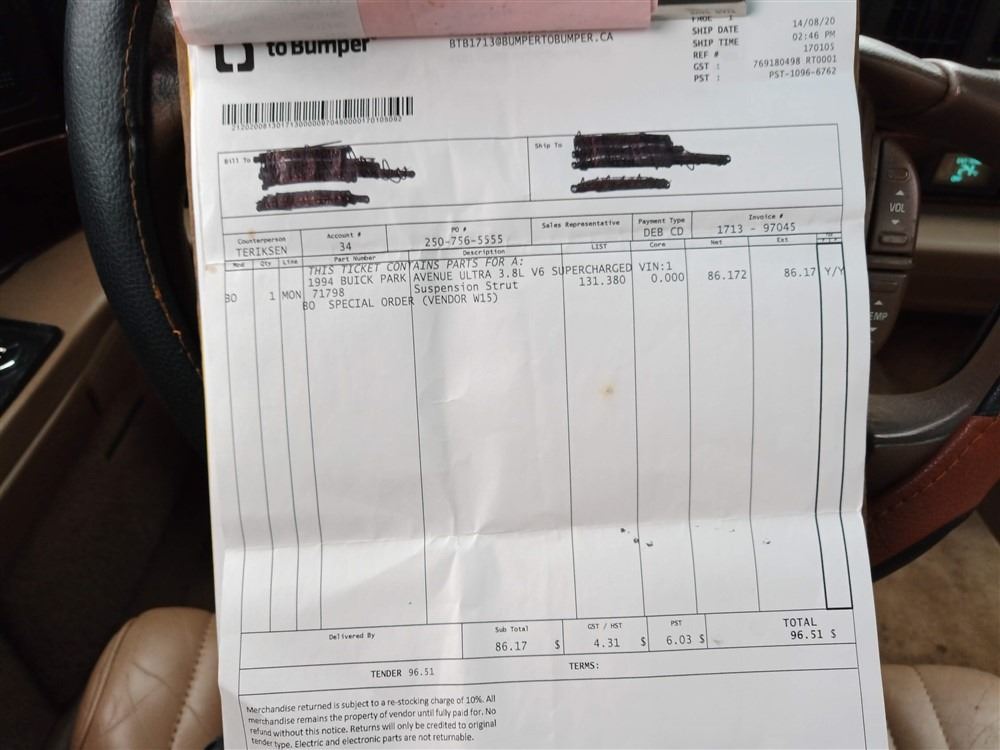 PAGE 1
SHIP DATE 14/08/20
SHIP TIME 02:46 PM
REF # 170105
GST : 769180498 RT0001
PST : PST-1096-6762
to Bumper
BTB1713@BUMPERTOBUMPER.CA
Bill To
Ship To
Counterperson Account # PO # Sales Representative Payment Type Invoice #
TERIKSEN 34 250-756-5555 DEB CD 1713 - 97045
Qty Line Part Number Description LIST Core Net Ext
THIS TICKET CONTAINS PARTS FOR A:
1994 BUICK PARK AVENUE ULTRA 3.8L V6 SUPERCHARGED VIN:1
BO 1 MON 71798 Suspension Strut 131.380 0.000 86.172 86.17 Y/Y
BO SPECIAL ORDER (VENDOR W15)
Delivered By Sub Total GST / HST PST TOTAL
86.17 $ 4.31 $ 6.03 $ 96.51 $
TENDER 96.51 TERMS:
Merchandise returned is subject to a re-stocking charge of 10%. All
merchandise remains the property of vendor until fully paid for. No
refund without this notice. Returns will only be credited to original
tender type. Electric and electronic parts are not returnable.
VOL
TEMP